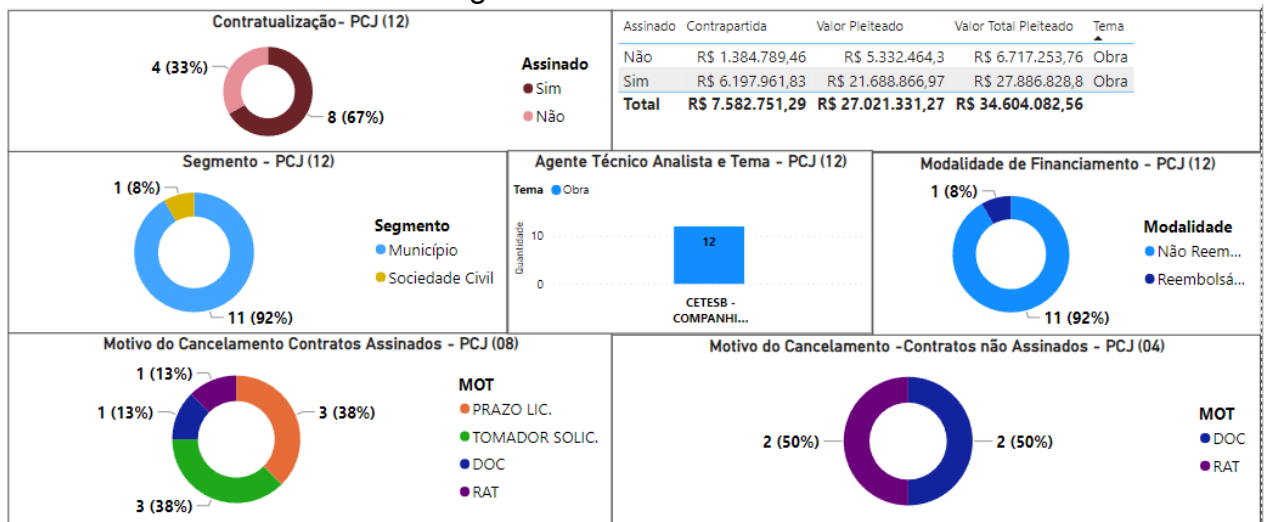 Contratualização- PCJ (12)
4 (33%)
8 (67%)
Assinado
Sim
Não
Assinado Contrapartida Valor Pleiteado Valor Total Pleiteado Tema
Não R$ 1.384.789,46 R$ 5.332.464,3 R$ 6.717.253,76 Obra
Sim R$ 6.197.961,83 R$ 21.688.866,97 R$ 27.886.828,8 Obra
Total R$ 7.582.751,29 R$ 27.021.331,27 R$ 34.604.082,56
Segmento - PCJ (12)
1 (8%)
11 (92%)
Segmento
Município
Sociedade Civil
Agente Técnico Analista e Tema - PCJ (12)
Tema Obra
Quantidade
10
0
12
CETESB -
COMPANHI...
Modalidade de Financiamento - PCJ (12)
1 (8%)
11 (92%)
Modalidade
Não Reem...
Reembolsá...
Motivo do Cancelamento Contratos Assinados - PCJ (08)
1 (13%)
1 (13%)
3 (38%)
3 (38%)
MOT
PRAZO LIC.
TOMADOR SOLIC.
DOC
RAT
Motivo do Cancelamento -Contratos não Assinados - PCJ (04)
2 (50%)
2 (50%)
MOT
DOC
RAT